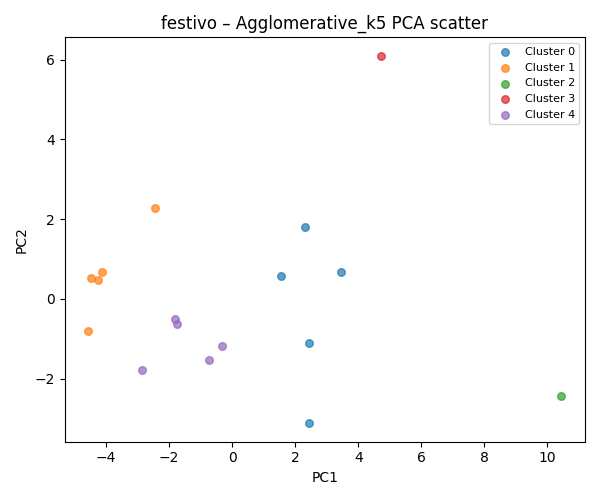 festivo – Agglomerative_k5 PCA scatter
Cluster 0
Cluster 1
Cluster 2
Cluster 3
Cluster 4
PC2
6
4
2
0
−2
−4
−2
0
2
4
6
8
10
PC1